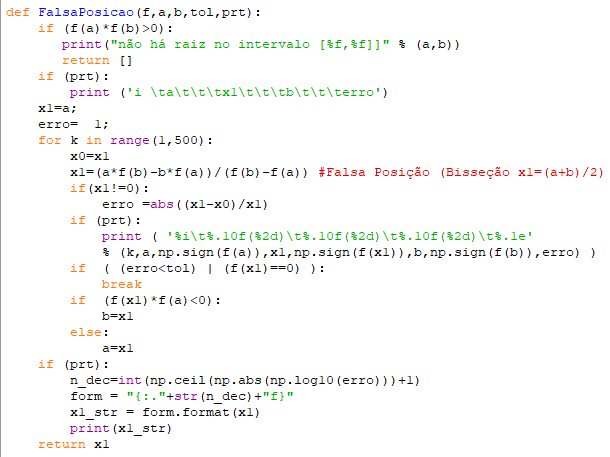 def FalsaPosicao(f,a,b,tol,prt):
    if (f(a)*f(b)>0):
       print("não há raiz no intervalo [%f,%f]]" % (a,b))
       return []
    if (prt):
        print ('i \ta\t\t\tx1\t\t\tb\t\t\terro')
    x1=a;
    erro=  1;
    for k in range(1,500):
        x0=x1
        x1=(a*f(b)-b*f(a))/(f(b)-f(a)) #Falsa Posição (Bisseção x1=(a+b)/2)
        if(x1!=0):
            erro =abs((x1-x0)/x1)
        if (prt):
            print ( '%i\t%.10f(%2d)\t%.10f(%2d)\t%.10f(%2d)\t%.1e'
            % (k,a,np.sign(f(a)),x1,np.sign(f(x1)),b,np.sign(f(b)),erro) )
        if  ( (erro<tol) | (f(x1)==0) ):
            break
        if  (f(x1)*f(a)<0):
            b=x1
        else:
            a=x1
    if (prt):
        n_dec=int(np.ceil(np.abs(np.log10(erro)))+1)
        form = "{:."+str(n_dec)+"f}"
        x1_str = form.format(x1)
        print(x1_str)
    return x1